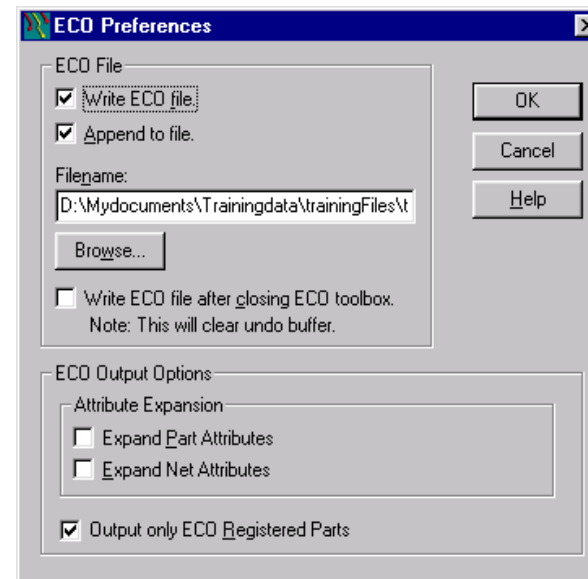 ECO Preferences
ECO File
Write ECO file.
Append to file.
Filename:
D:\Mydocuments\Trainingdata\trainingFiles\t
Browse...
Write ECO file after closing ECO toolbox.
Note: This will clear undo buffer.
OK
Cancel
Help
ECO Output Options
Attribute Expansion
Expand Part Attributes
Expand Net Attributes
Output only ECO Registered Parts